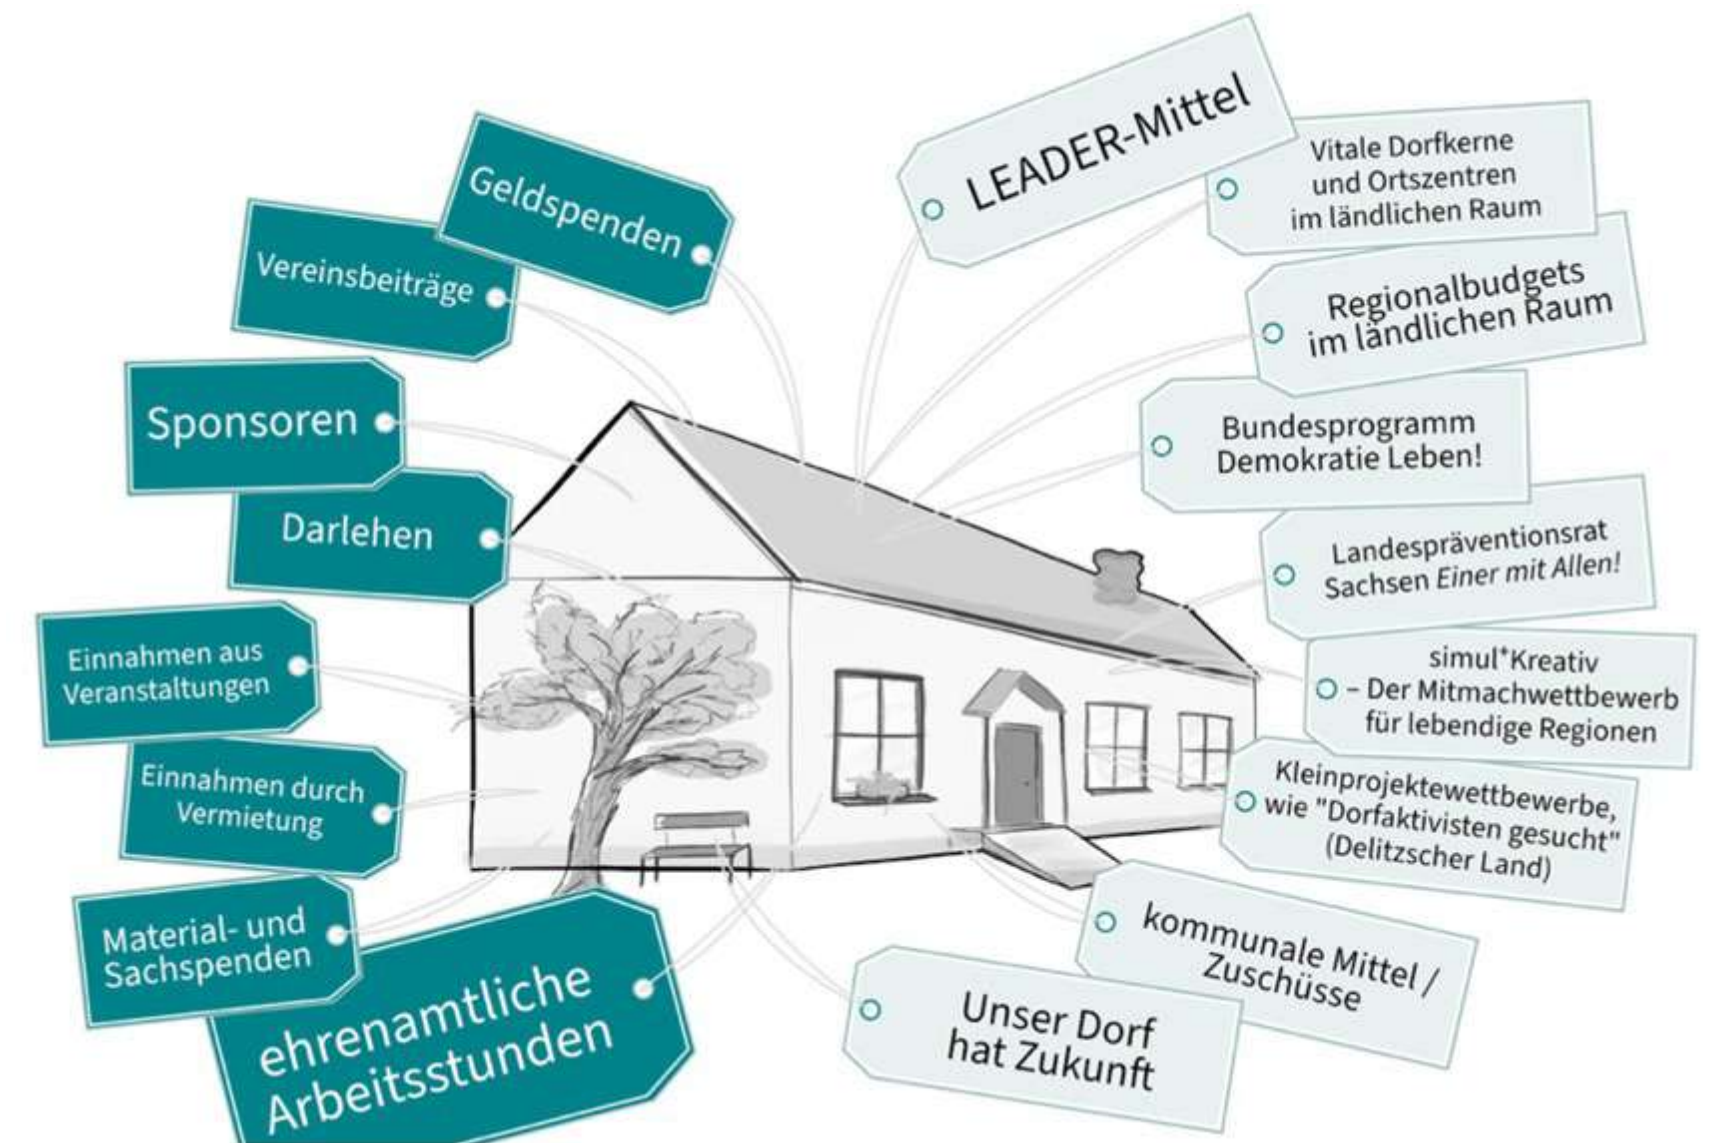 Geldspenden
Vereinsbeiträge
Sponsoren
Darlehen
Einnahmen aus
Veranstaltungen
Einnahmen durch
Vermietung
Material- und
Sachspenden
ehrenamtliche
Arbeitsstunden
LEADER-Mittel
Vitale Dorfkerne
und Ortszentren
im ländlichen Raum
Regionalbudgets
im ländlichen Raum
Bundesprogramm
Demokratie Leben!
Landespräventionsrat
Sachsen Einer mit Allen!
simul⁺Kreativ
– Der Mitmachwettbewerb
für lebendige Regionen
Kleinprojektewettbewerbe,
wie "Dorfaktivisten gesucht"
(Delitzscher Land)
kommunale Mittel /
Zuschüsse
Unser Dorf
hat Zukunft